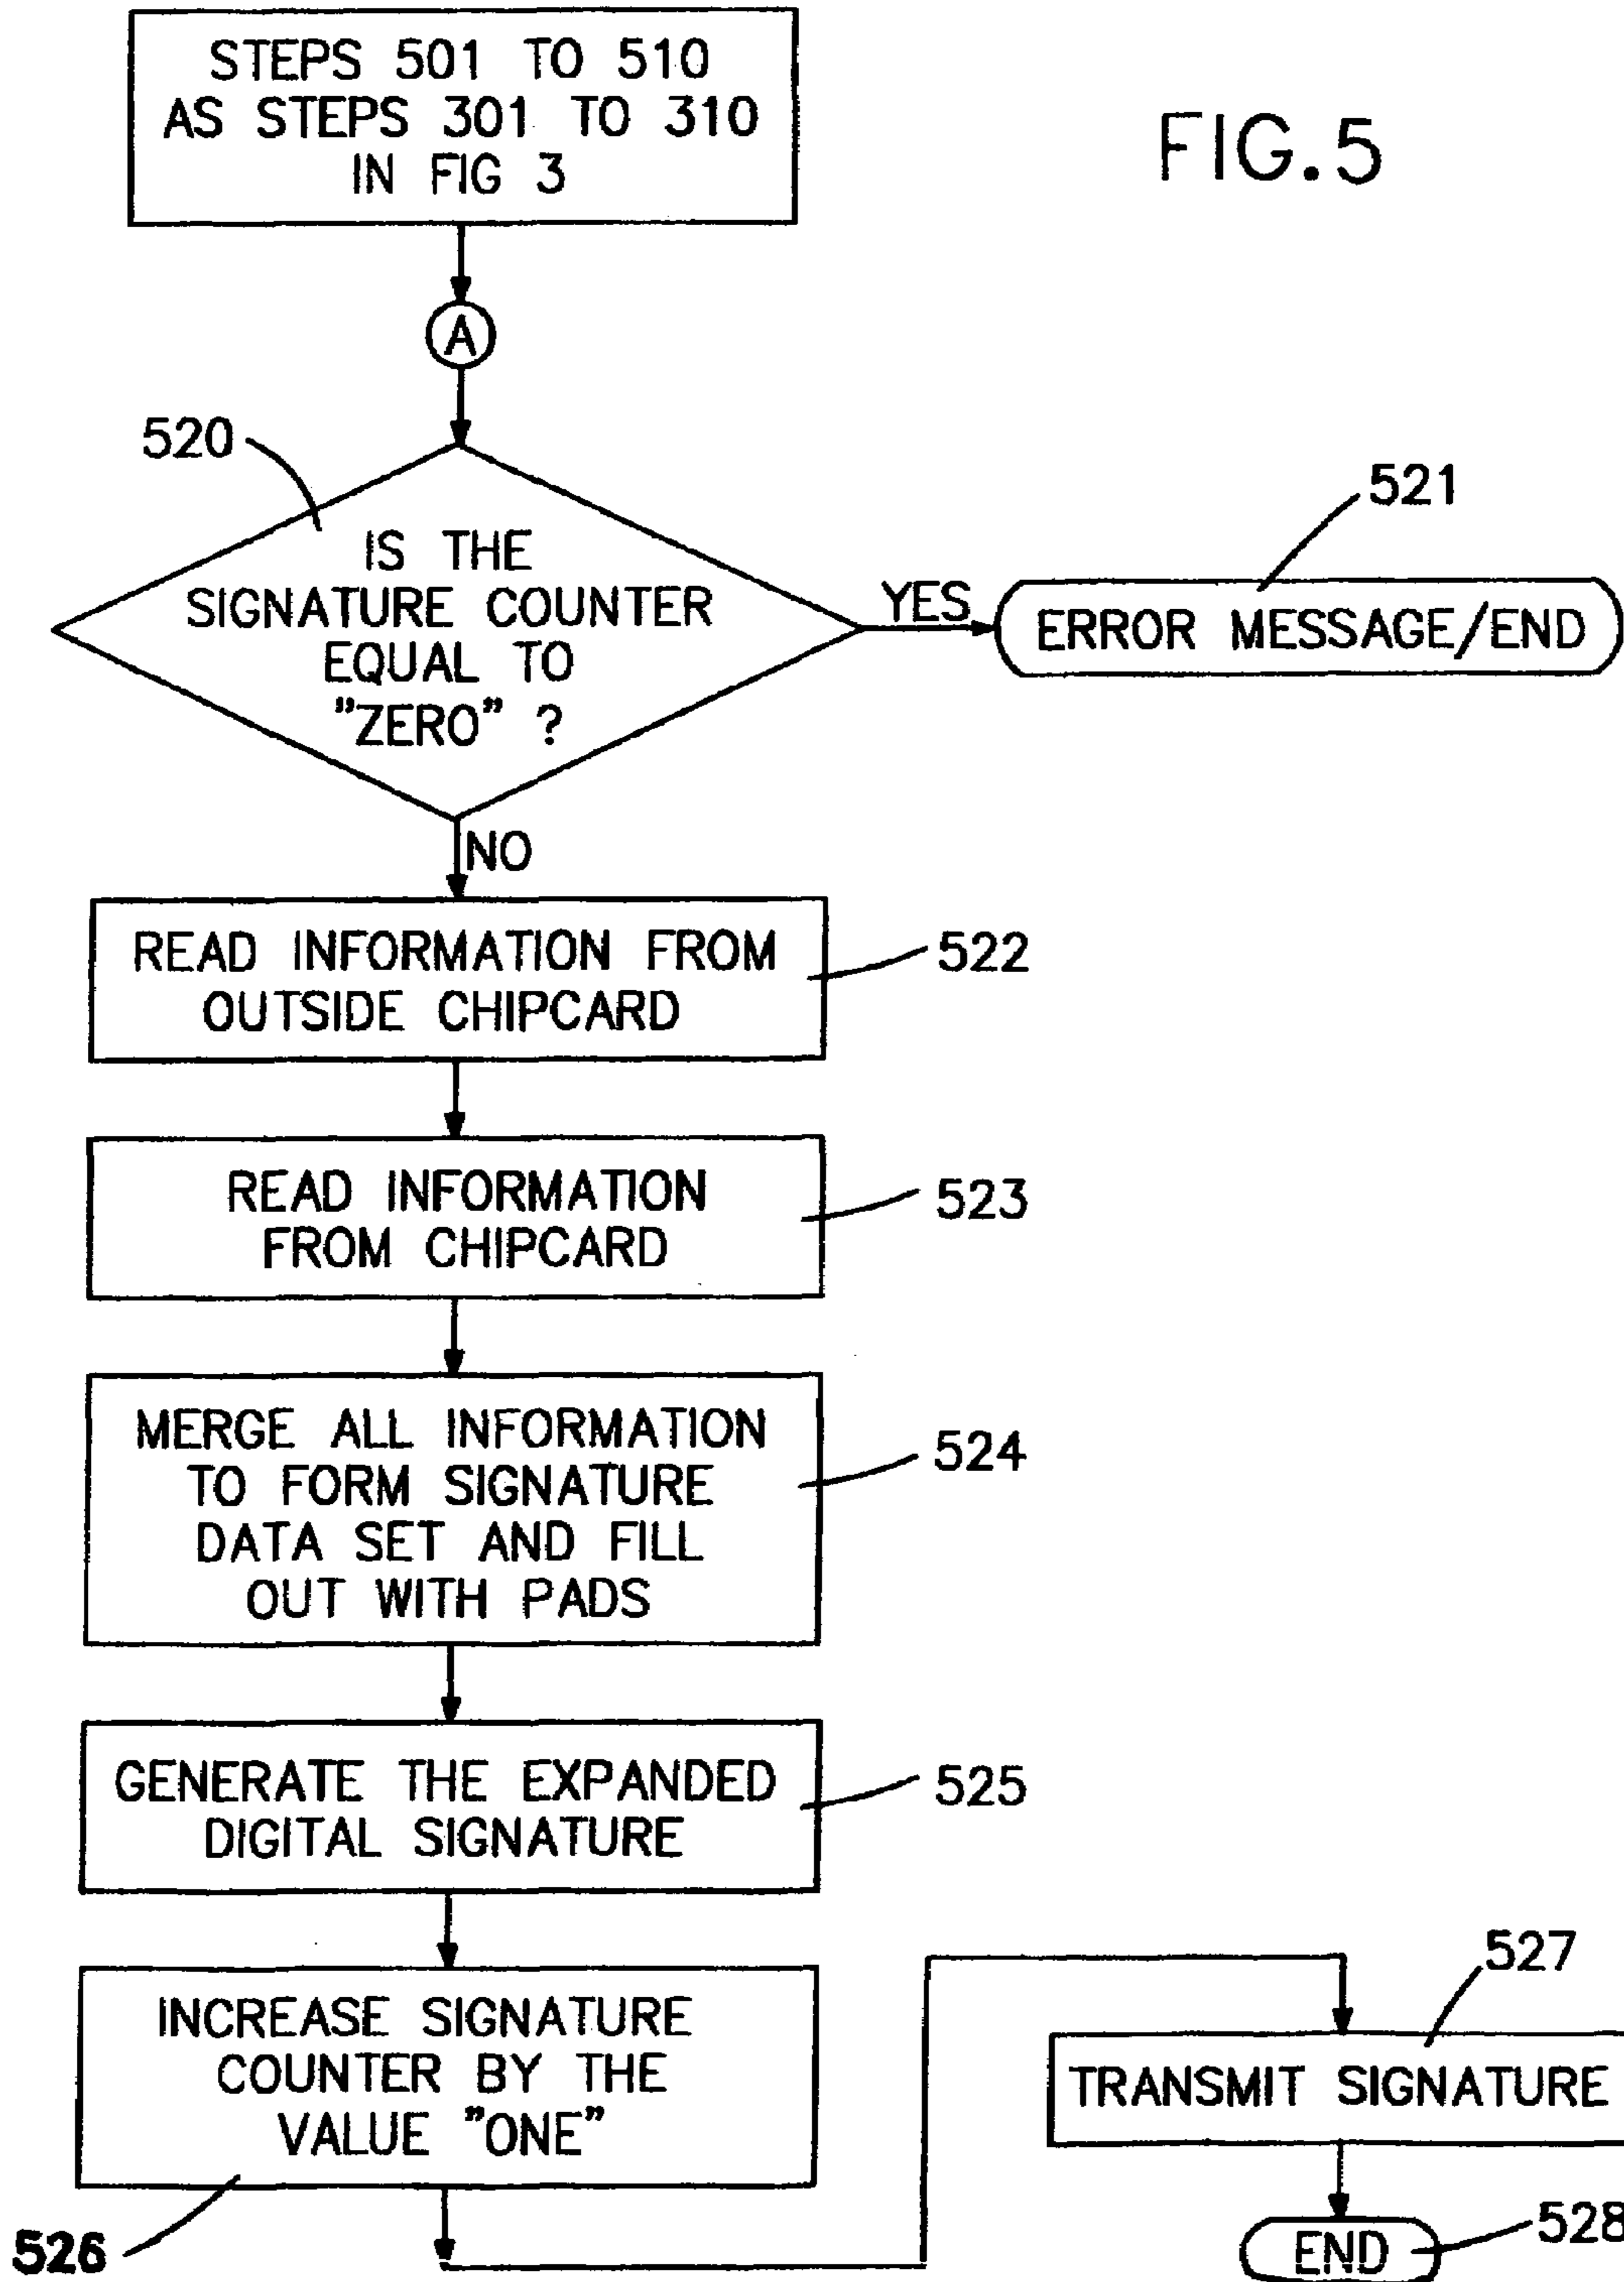 STEPS 501 TO 510
AS STEPS 301 TO 310
IN FIG 3
FIG.5
A
520
IS THE
SIGNATURE COUNTER
EQUAL TO
"ZERO" ?
YES
521
ERROR MESSAGE/END
NO
READ INFORMATION FROM
OUTSIDE CHIPCARD
522
READ INFORMATION
FROM CHIPCARD
523
MERGE ALL INFORMATION
TO FORM SIGNATURE
DATA SET AND FILL
OUT WITH PADS
524
GENERATE THE EXPANDED
DIGITAL SIGNATURE
525
INCREASE SIGNATURE
COUNTER BY THE
VALUE "ONE"
526
527
TRANSMIT SIGNATURE
END
528